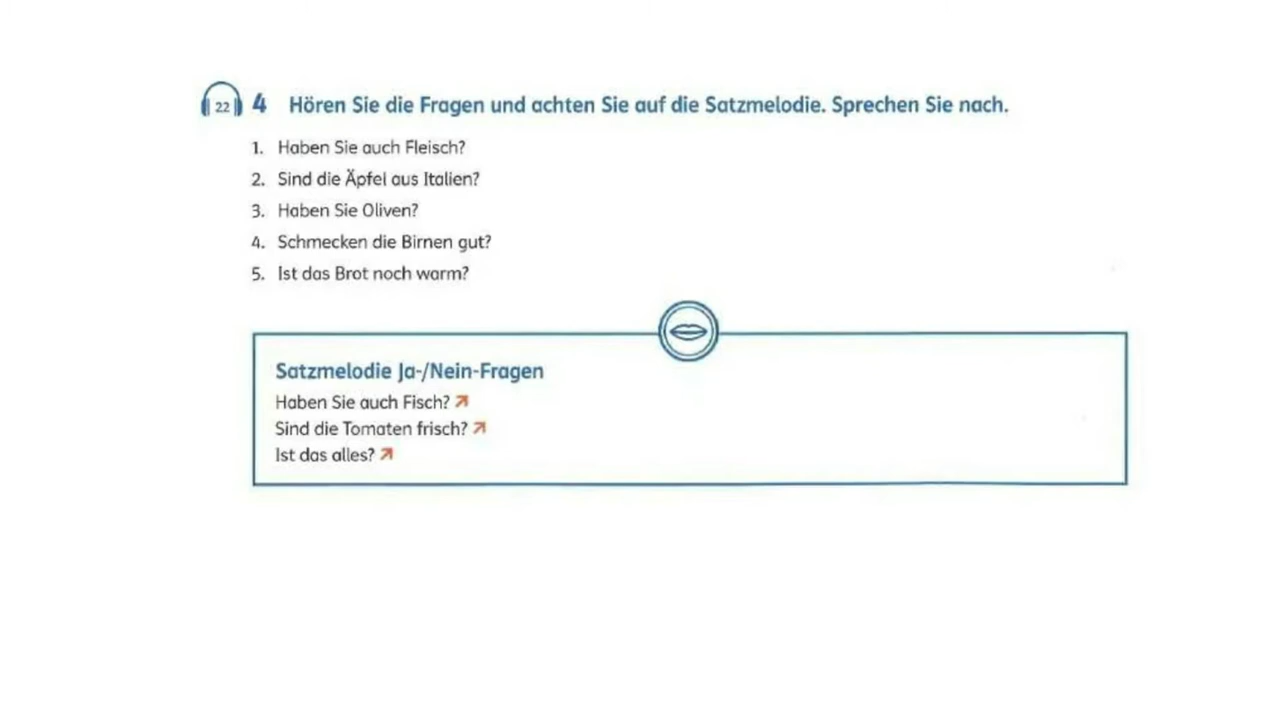 22 4 Hören Sie die Fragen und achten Sie auf die Satzmelodie. Sprechen Sie nach.
1. Haben Sie auch Fleisch?
2. Sind die Äpfel aus Italien?
3. Haben Sie Oliven?
4. Schmecken die Birnen gut?
5. Ist das Brot noch warm?
Satzmelodie Ja-/Nein-Fragen
Haben Sie auch Fisch? ↗
Sind die Tomaten frisch? ↗
Ist das alles? ↗